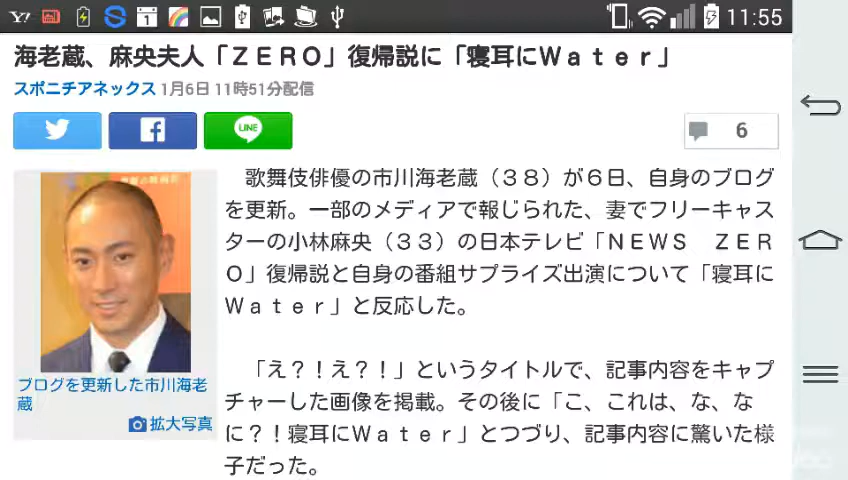 Y! 1 11:55
海老蔵、麻央夫人「ＺＥＲＯ」復帰説に「寝耳にＷａｔｅｒ」
スポニチアネックス 1月6日 11時51分配信
LINE
6
歌舞伎俳優の市川海老蔵（３８）が６日、自身のブログ
を更新。一部のメディアで報じられた、妻でフリーキャス
ターの小林麻央（３３）の日本テレビ「ＮＥＷＳ　ＺＥＲ
Ｏ」復帰説と自身の番組サプライズ出演について「寝耳に
Ｗａｔｅｒ」と反応した。
ブログを更新した市川海老
蔵
拡大写真
「え？！え？！」というタイトルで、記事内容をキャプ
チャーした画像を掲載。その後に「こ、これは、な、な
に？！寝耳にＷａｔｅｒ」とつづり、記事内容に驚いた様
子だった。